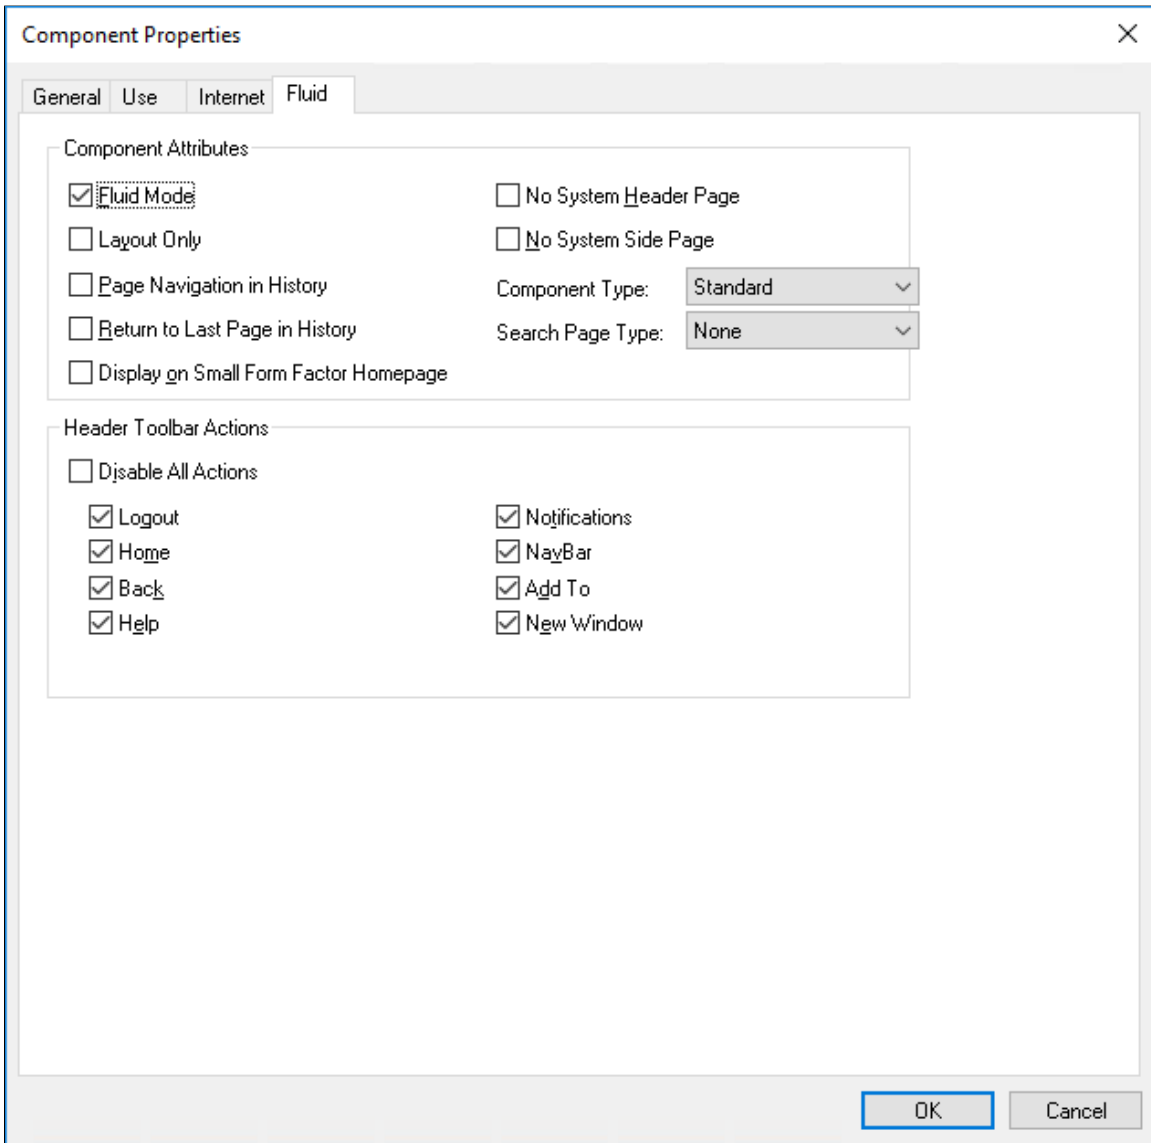 Component Properties
General Use Internet Fluid
Component Attributes
Fluid Mode
No System Header Page
Layout Only
No System Side Page
Page Navigation in History
Component Type: Standard
Return to Last Page in History
Search Page Type: None
Display on Small Form Factor Homepage
Header Toolbar Actions
Disable All Actions
Logout
Notifications
Home
NavBar
Back
Add To
Help
New Window
OK
Cancel